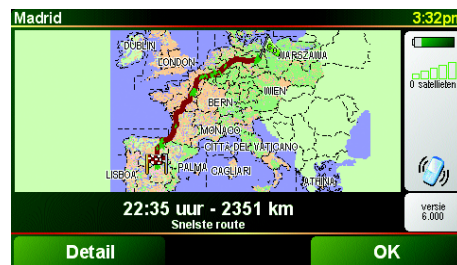 Madrid 3:32pm
DUBLIN
LONDON
WARSZAWA
WIEN
BERN
MONACO
CITTA DEL VATICANO
LISBOA PALMA CAGLIARI
ATHINA
0 satellieten
22:35 uur - 2351 km
Snelste route
versie
6.000
Detail OK